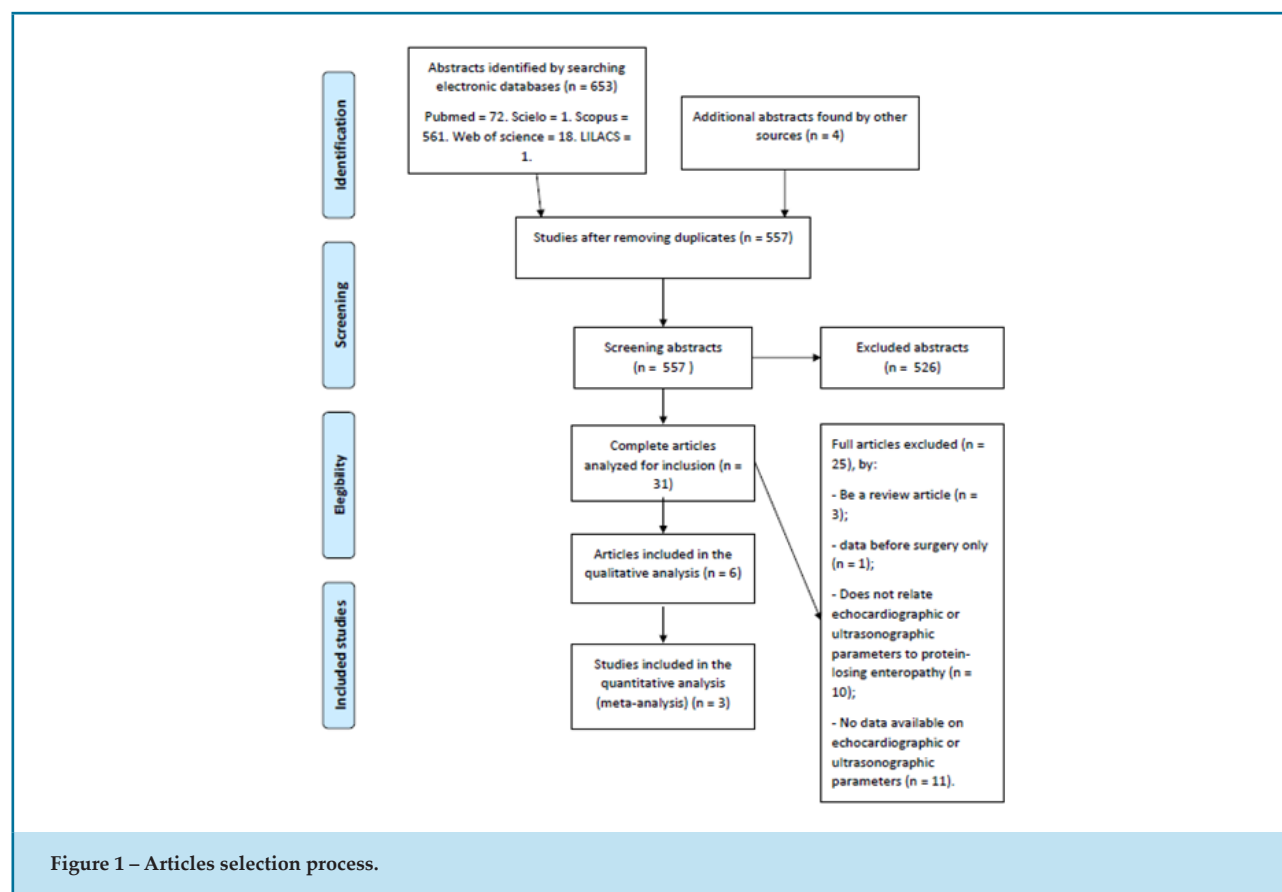 Identification
Abstracts identified by searching
electronic databases (n = 653)
Pubmed = 72. Scielo = 1. Scopus =
561. Web of science = 18. LILACS =
1.
Additional abstracts found by other
sources (n = 4)
Studies after removing duplicates (n = 557)
Screening
Screening abstracts
(n = 557 )
Excluded abstracts
(n = 526)
Elegibility
Complete articles
analyzed for inclusion (n =
31)
Full articles excluded (n =
25), by:
- Be a review article (n =
3);
- data before surgery only
(n = 1);
- Does not relate
echocardiographic or
ultrasonographic
parameters to protein-
losing enteropathy (n =
10);
- No data available on
echocardiographic or
ultrasonographic
parameters (n = 11).
Articles included in the
qualitative analysis (n = 6)
Included studies
Studies included in the
quantitative analysis
(meta-analysis) (n = 3)
Figure 1 – Articles selection process.